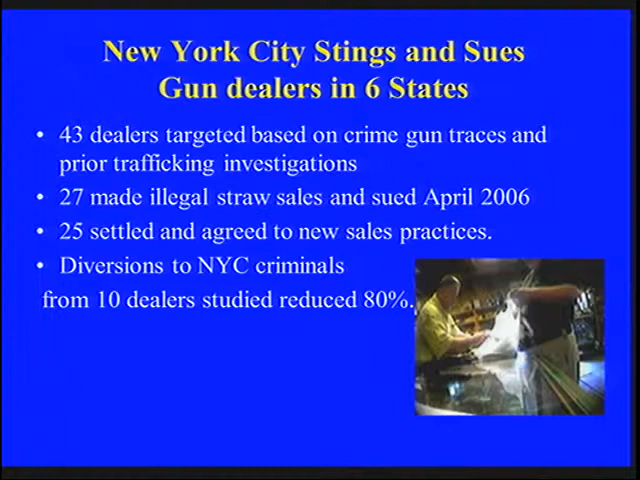 New York City Stings and Sues
Gun dealers in 6 States
• 43 dealers targeted based on crime gun traces and
prior trafficking investigations
• 27 made illegal straw sales and sued April 2006
• 25 settled and agreed to new sales practices.
• Diversions to NYC criminals
from 10 dealers studied reduced 80%.